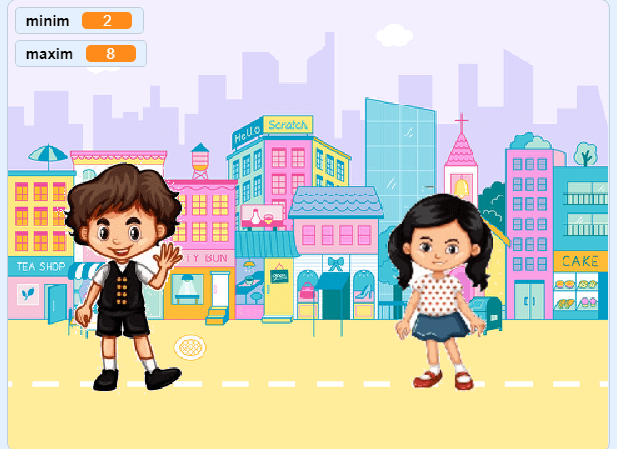 minim 2
maxim 8
Hello Scratch
TY BUN
TEA SHOP
CAKE